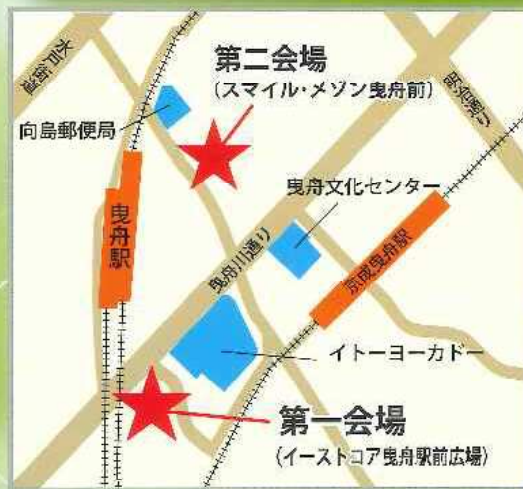 水戸街道
第二会場
(スマイル・メゾン曳舟前)
明治通り
向島郵便局
曳舟文化センター
曳舟駅
曳舟川通り
京成曳舟駅
イトーヨーカドー
第一会場
(イーストコア曳舟駅前広場)